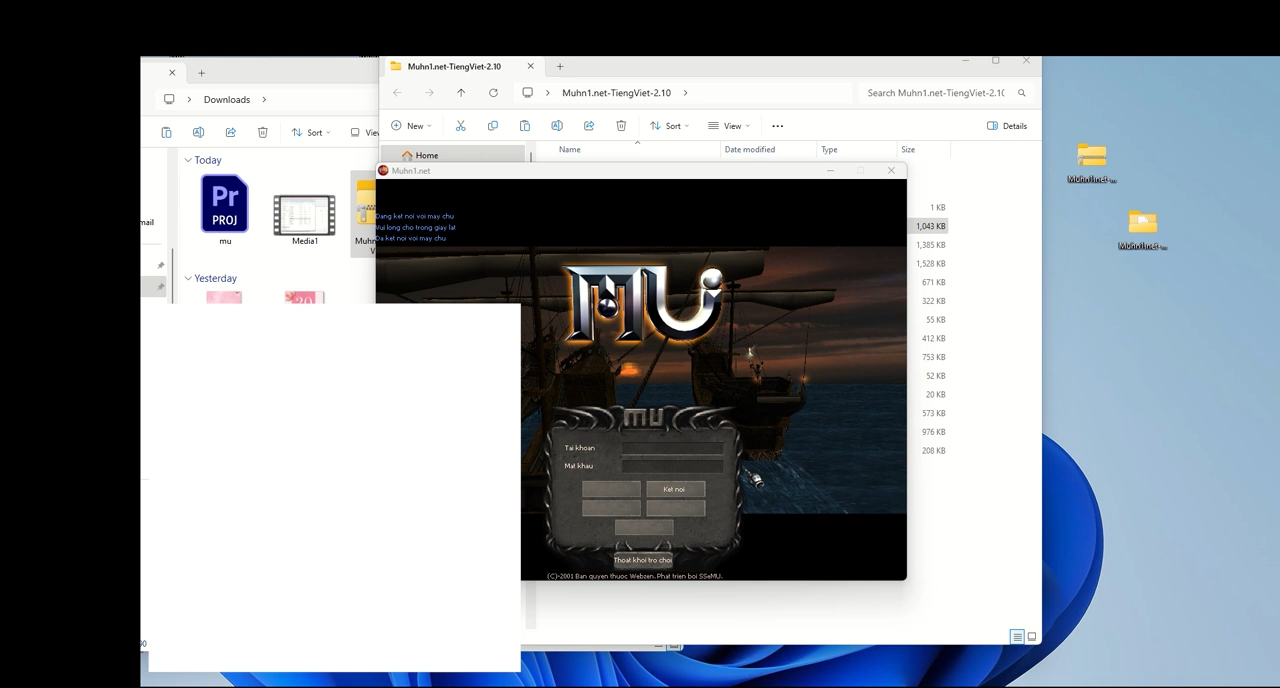 Muhn1.net-TiengViet-2.10
Downloads
Muhn1.net-TiengViet-2.10
Search Muhn1.net-TiengViet-2.10
New
Sort
View
Details
Sort
Today
Home
Name
Date modified
Type
Size
Muhn1.net
Pr
PROJ
mu
Media1
Dang ket noi voi may chu
Vui long cho trong giay lat
Da ket noi voi may chu
Yesterday
MU
MU
Tai khoan
Mat khau
Ket noi
Thoat khoi tro choi
(C)-2001 Ban quyen thuoc Webzen. Phat trien boi SSeMU.
1 KB
1,043 KB
1,385 KB
1,528 KB
671 KB
322 KB
55 KB
412 KB
753 KB
52 KB
20 KB
573 KB
976 KB
208 KB
Muhn1.net-...
Muhn1.net-...